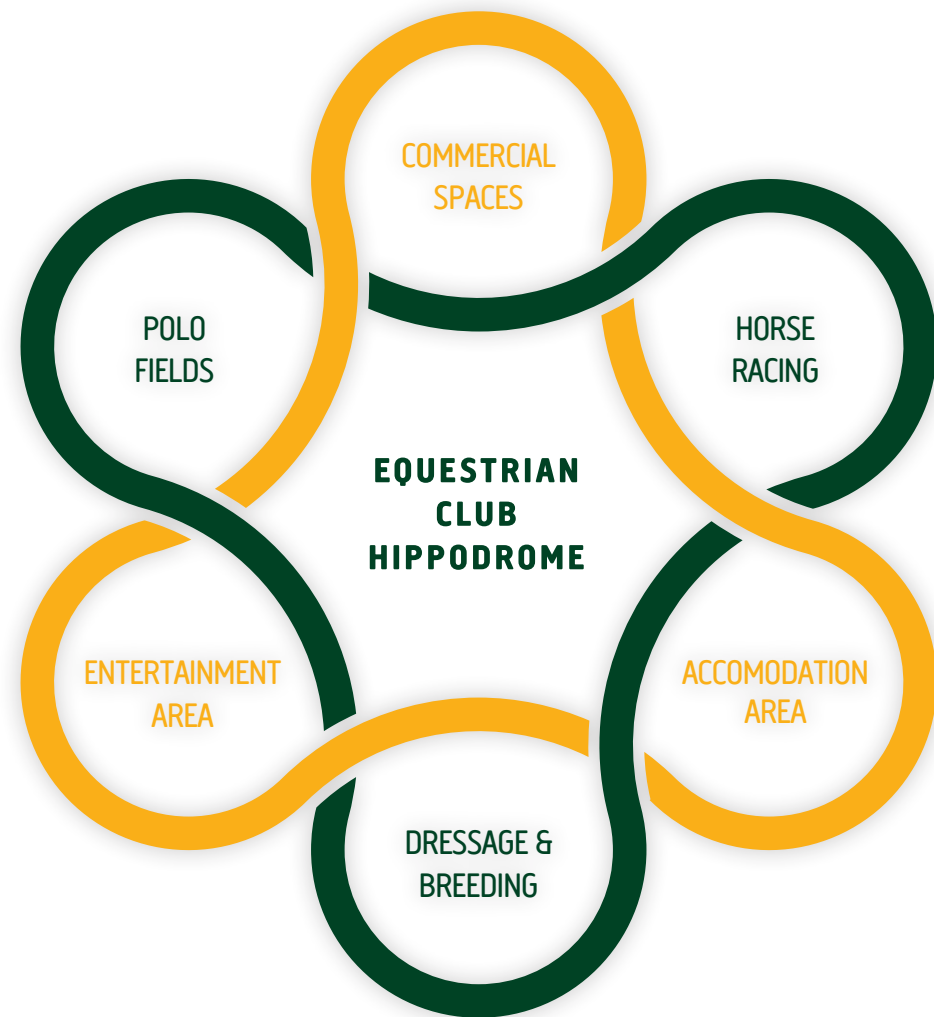 COMMERCIAL
SPACES
POLO
FIELDS
HORSE
RACING
EQUESTRIAN
CLUB
HIPPODROME
ENTERTAINMENT
AREA
ACCOMODATION
AREA
DRESSAGE &
BREEDING